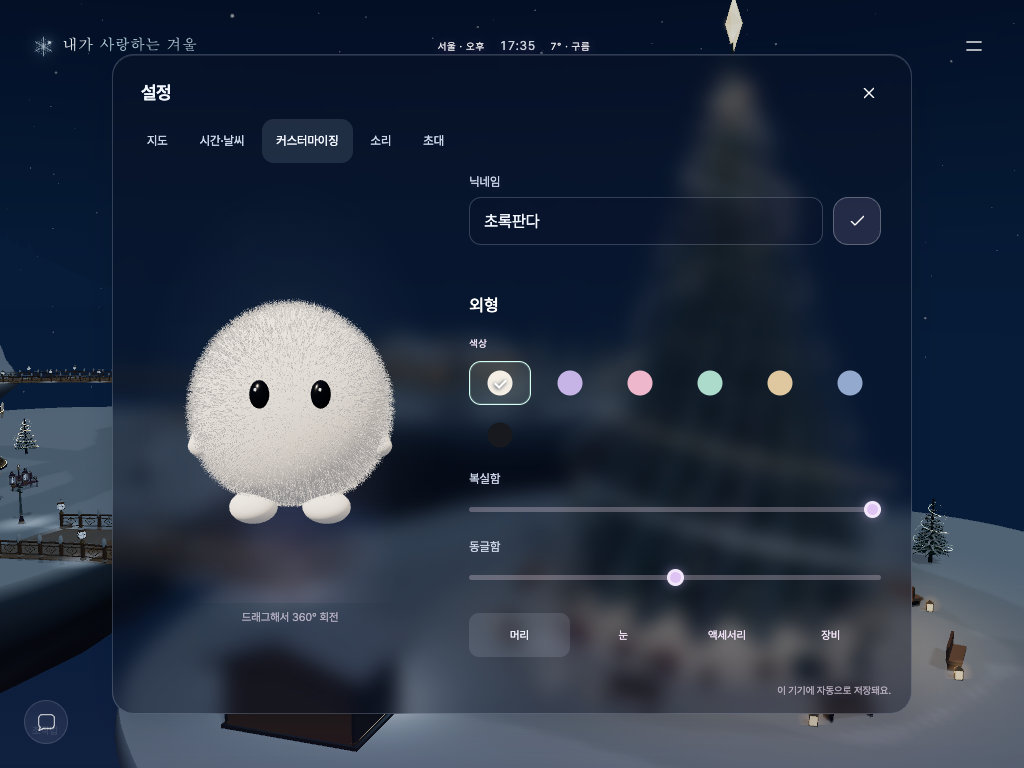 내가 사랑하는 겨울
서울 · 오후 17:35 7° · 구름
설정
지도 시간·날씨 커스터마이징 소리 초대
닉네임
초록판다
외형
색상
복실함
동글함
드래그해서 360° 회전
머리 눈 액세서리 장비
이 기기에 자동으로 저장돼요.